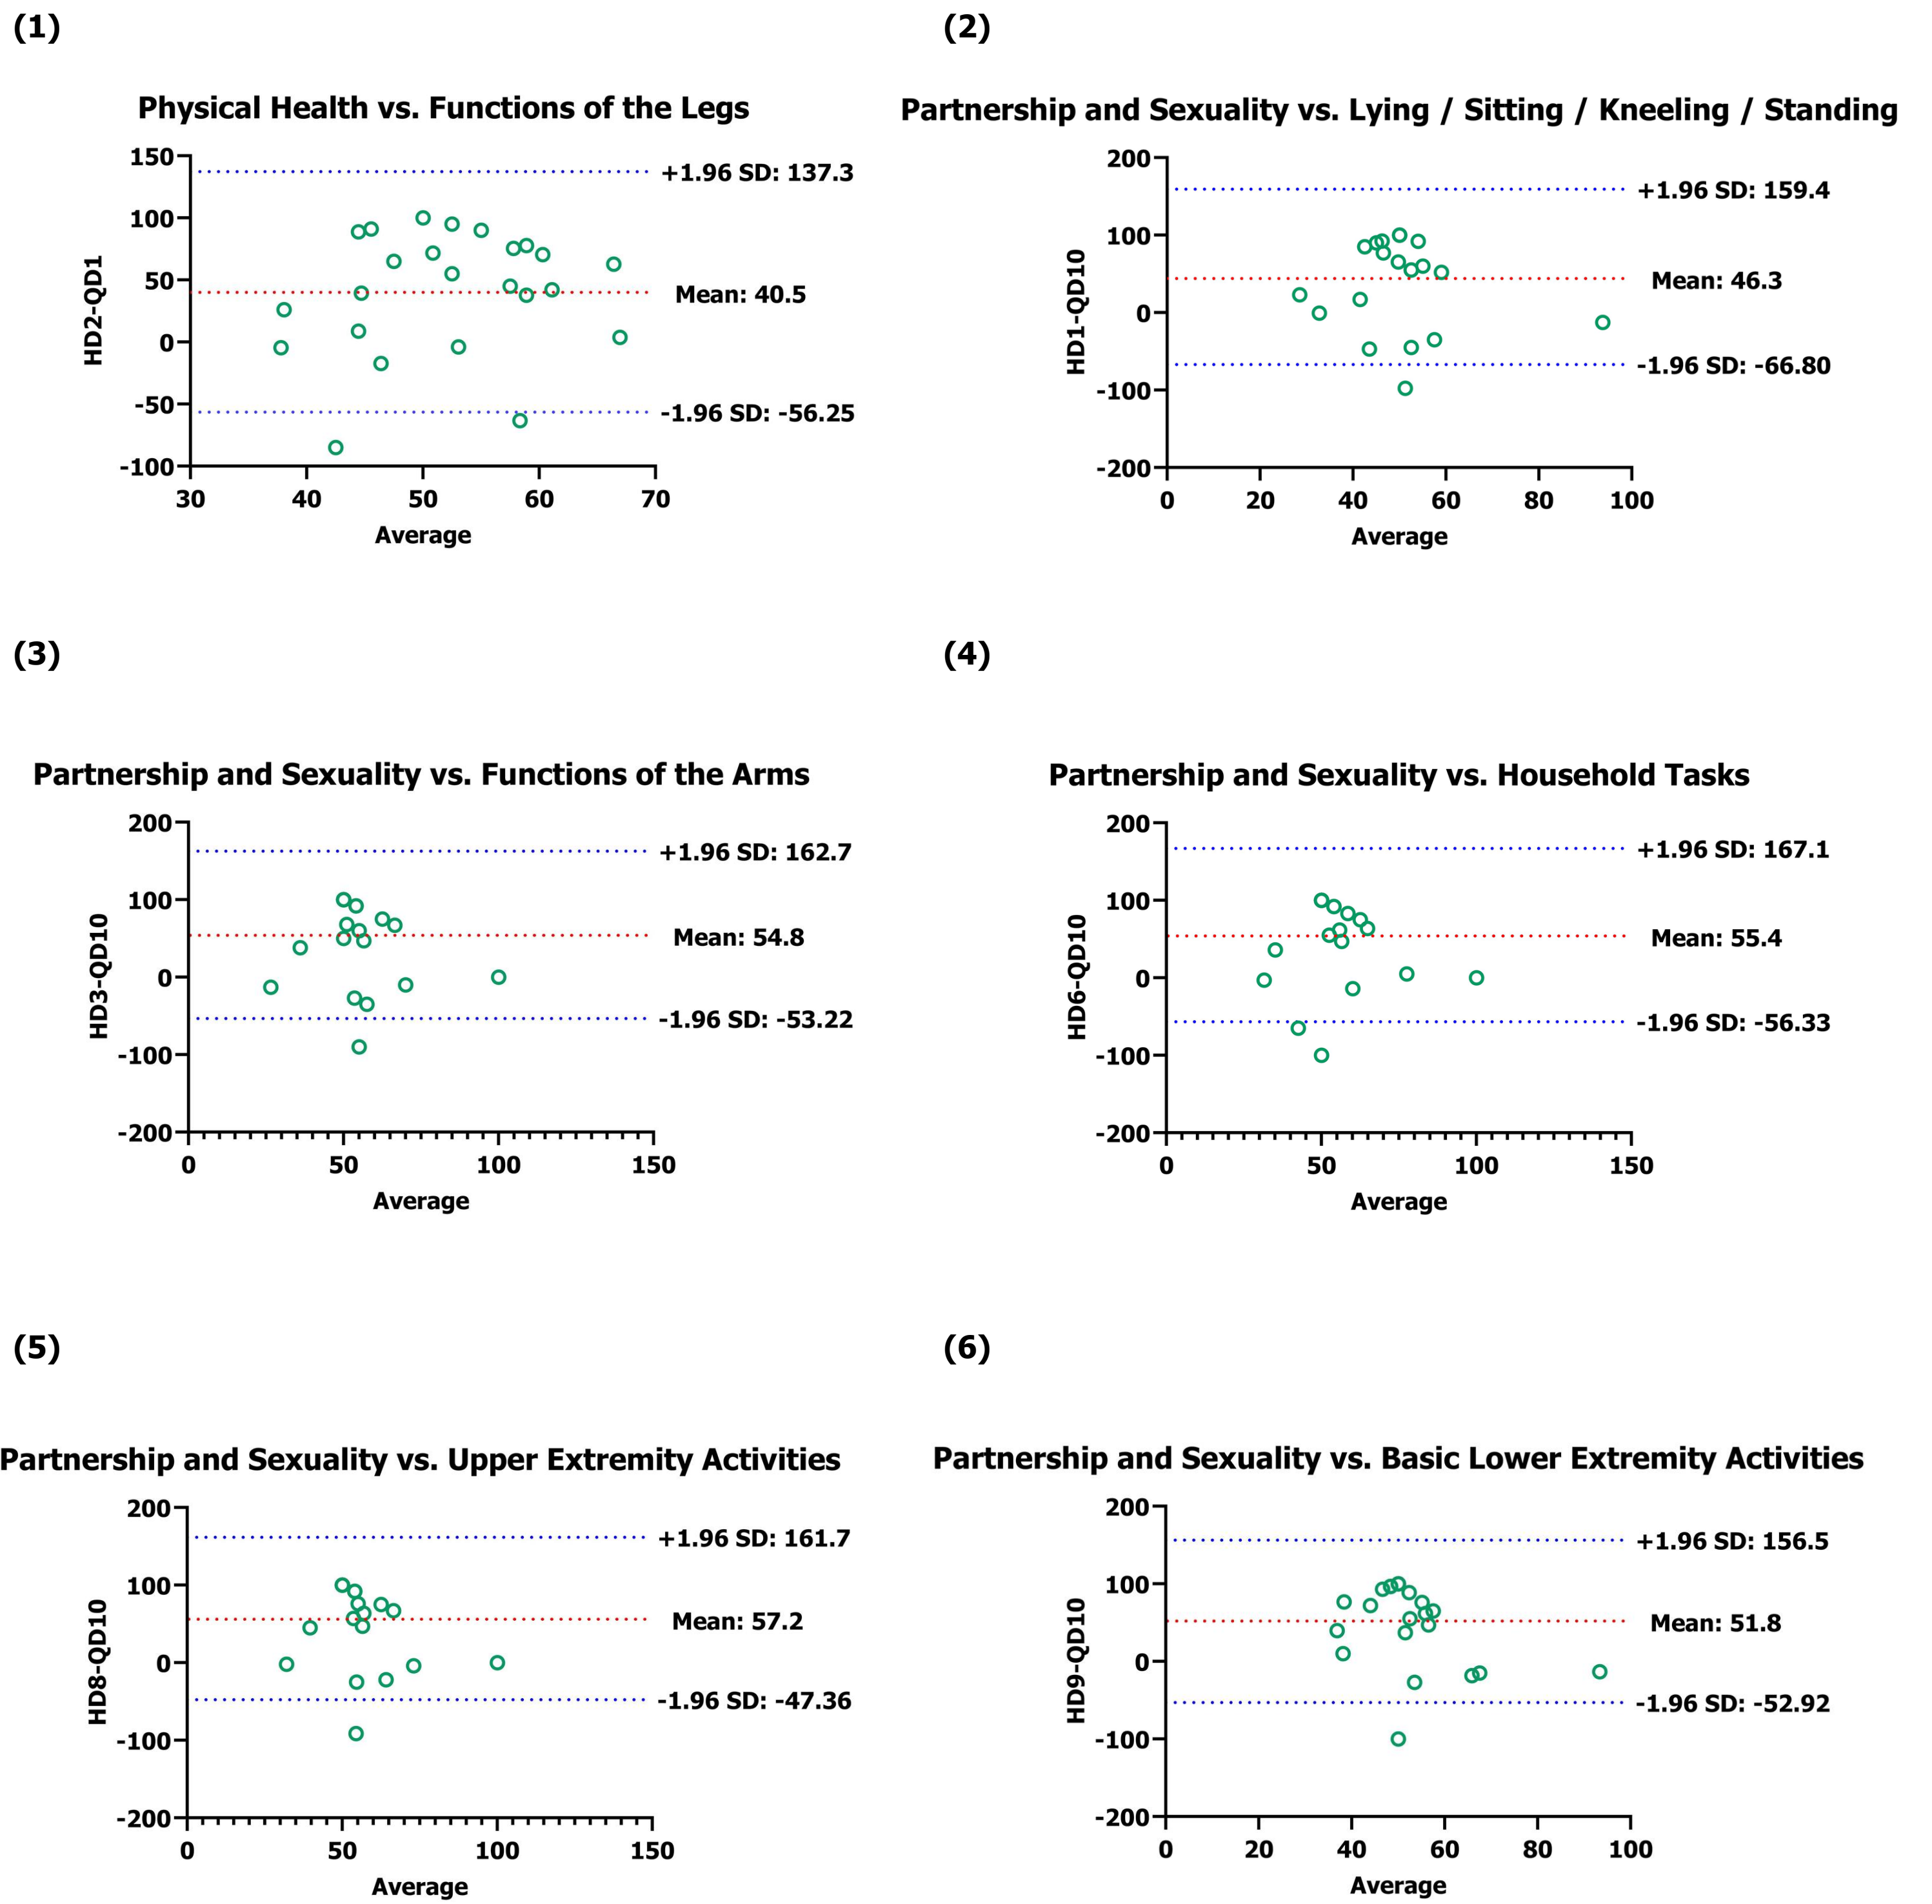 (1)
Physical Health vs. Functions of the Legs
150
100
50
0
-50
-100
HD2-QD1
+1.96 SD: 137.3
Mean: 40.5
-1.96 SD: -56.25
30 40 50 60 70
Average
(2)
Partnership and Sexuality vs. Lying / Sitting / Kneeling / Standing
200
100
0
-100
-200
HD1-QD10
+1.96 SD: 159.4
Mean: 46.3
-1.96 SD: -66.80
0 20 40 60 80 100
Average
(3)
Partnership and Sexuality vs. Functions of the Arms
200
100
0
-100
-200
HD3-QD10
+1.96 SD: 162.7
Mean: 54.8
-1.96 SD: -53.22
0 50 100 150
Average
(4)
Partnership and Sexuality vs. Household Tasks
200
100
0
-100
-200
HD6-QD10
+1.96 SD: 167.1
Mean: 55.4
-1.96 SD: -56.33
0 50 100 150
Average
(5)
Partnership and Sexuality vs. Upper Extremity Activities
200
100
0
-100
-200
HD8-QD10
+1.96 SD: 161.7
Mean: 57.2
-1.96 SD: -47.36
0 50 100 150
Average
(6)
Partnership and Sexuality vs. Basic Lower Extremity Activities
200
100
0
-100
-200
HD9-QD10
+1.96 SD: 156.5
Mean: 51.8
-1.96 SD: -52.92
0 20 40 60 80 100
Average